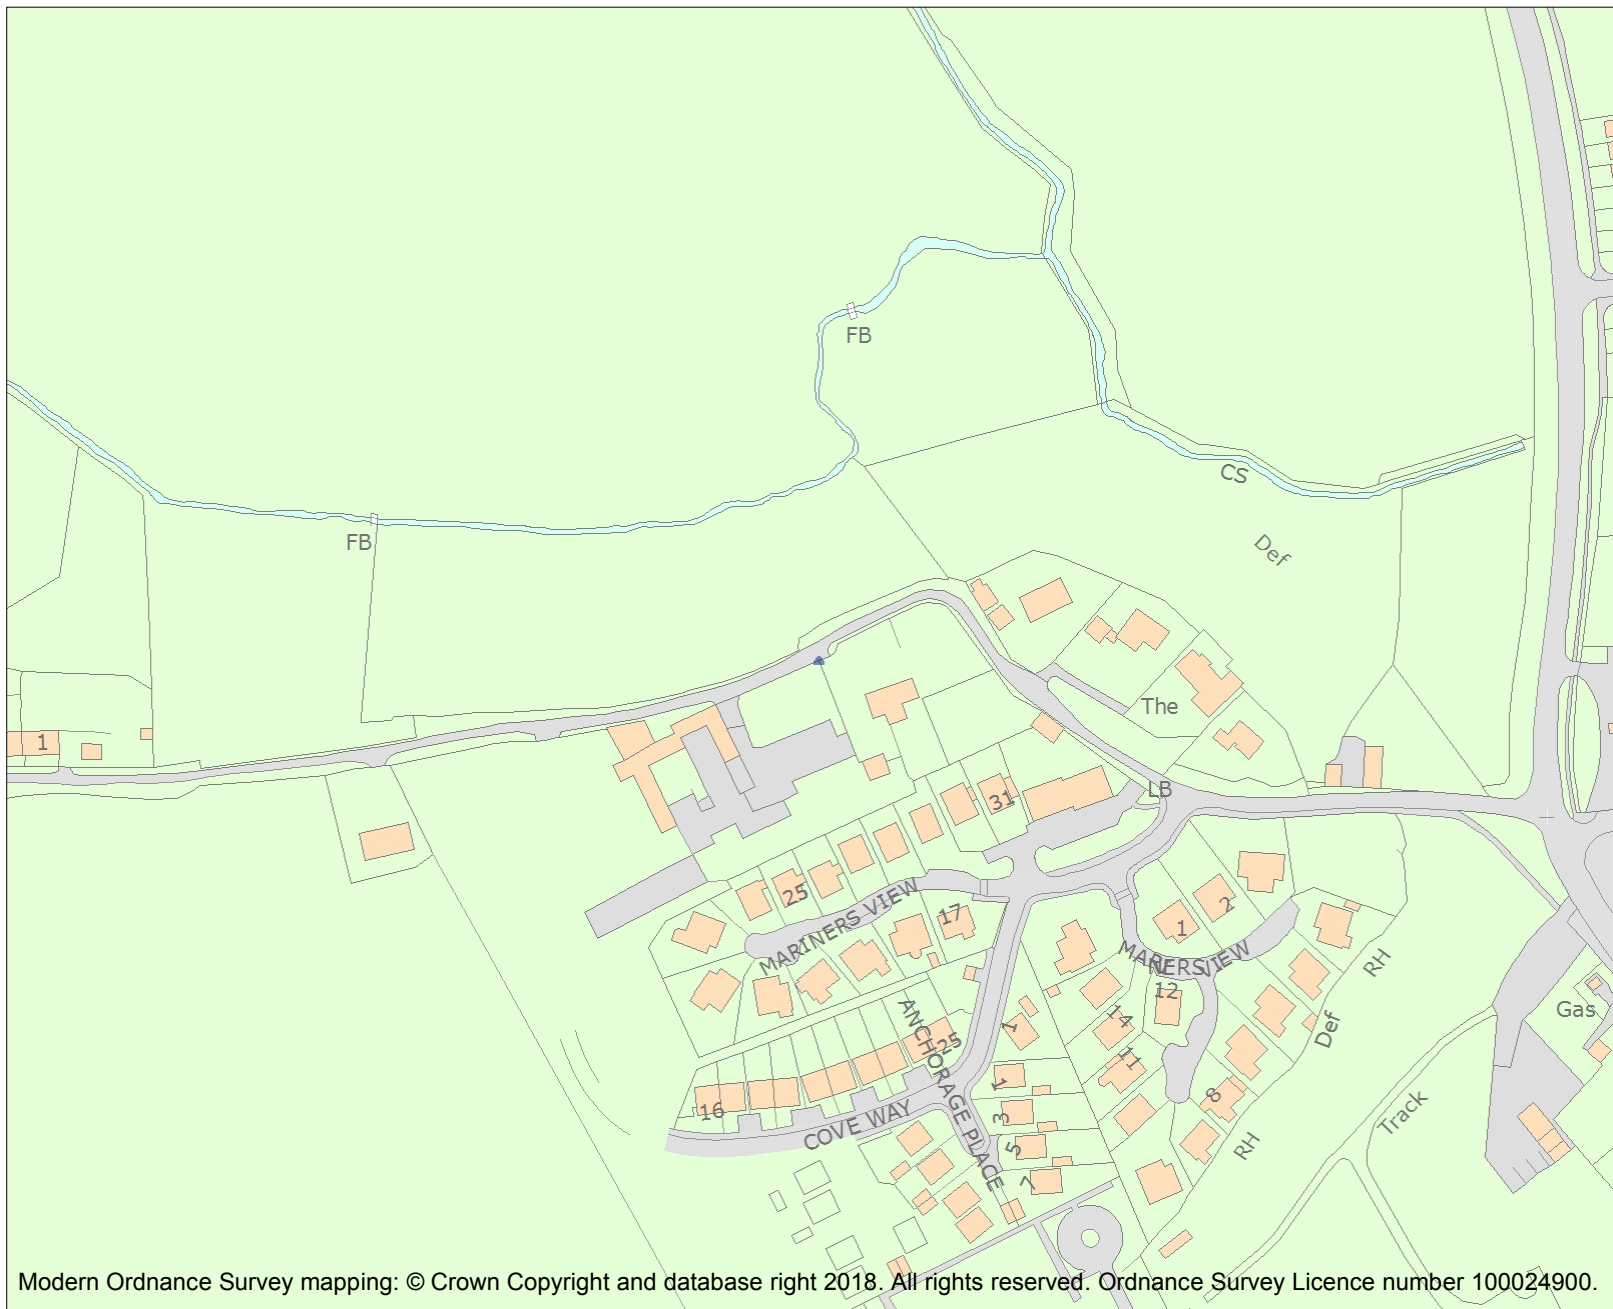 FB
CS
FB
Def
The
1
LB
31
25
MARINERS VIEW
17
2
1
MARINERS VIEW
RH
12
Gas
ANCHORAGE PLACE
14
1
Def
25
11
1
8
16
3
Track
COVE WAY
5
RH
7
Modern Ordnance Survey mapping: © Crown Copyright and database right 2018. All rights reserved. Ordnance Survey Licence number 100024900.